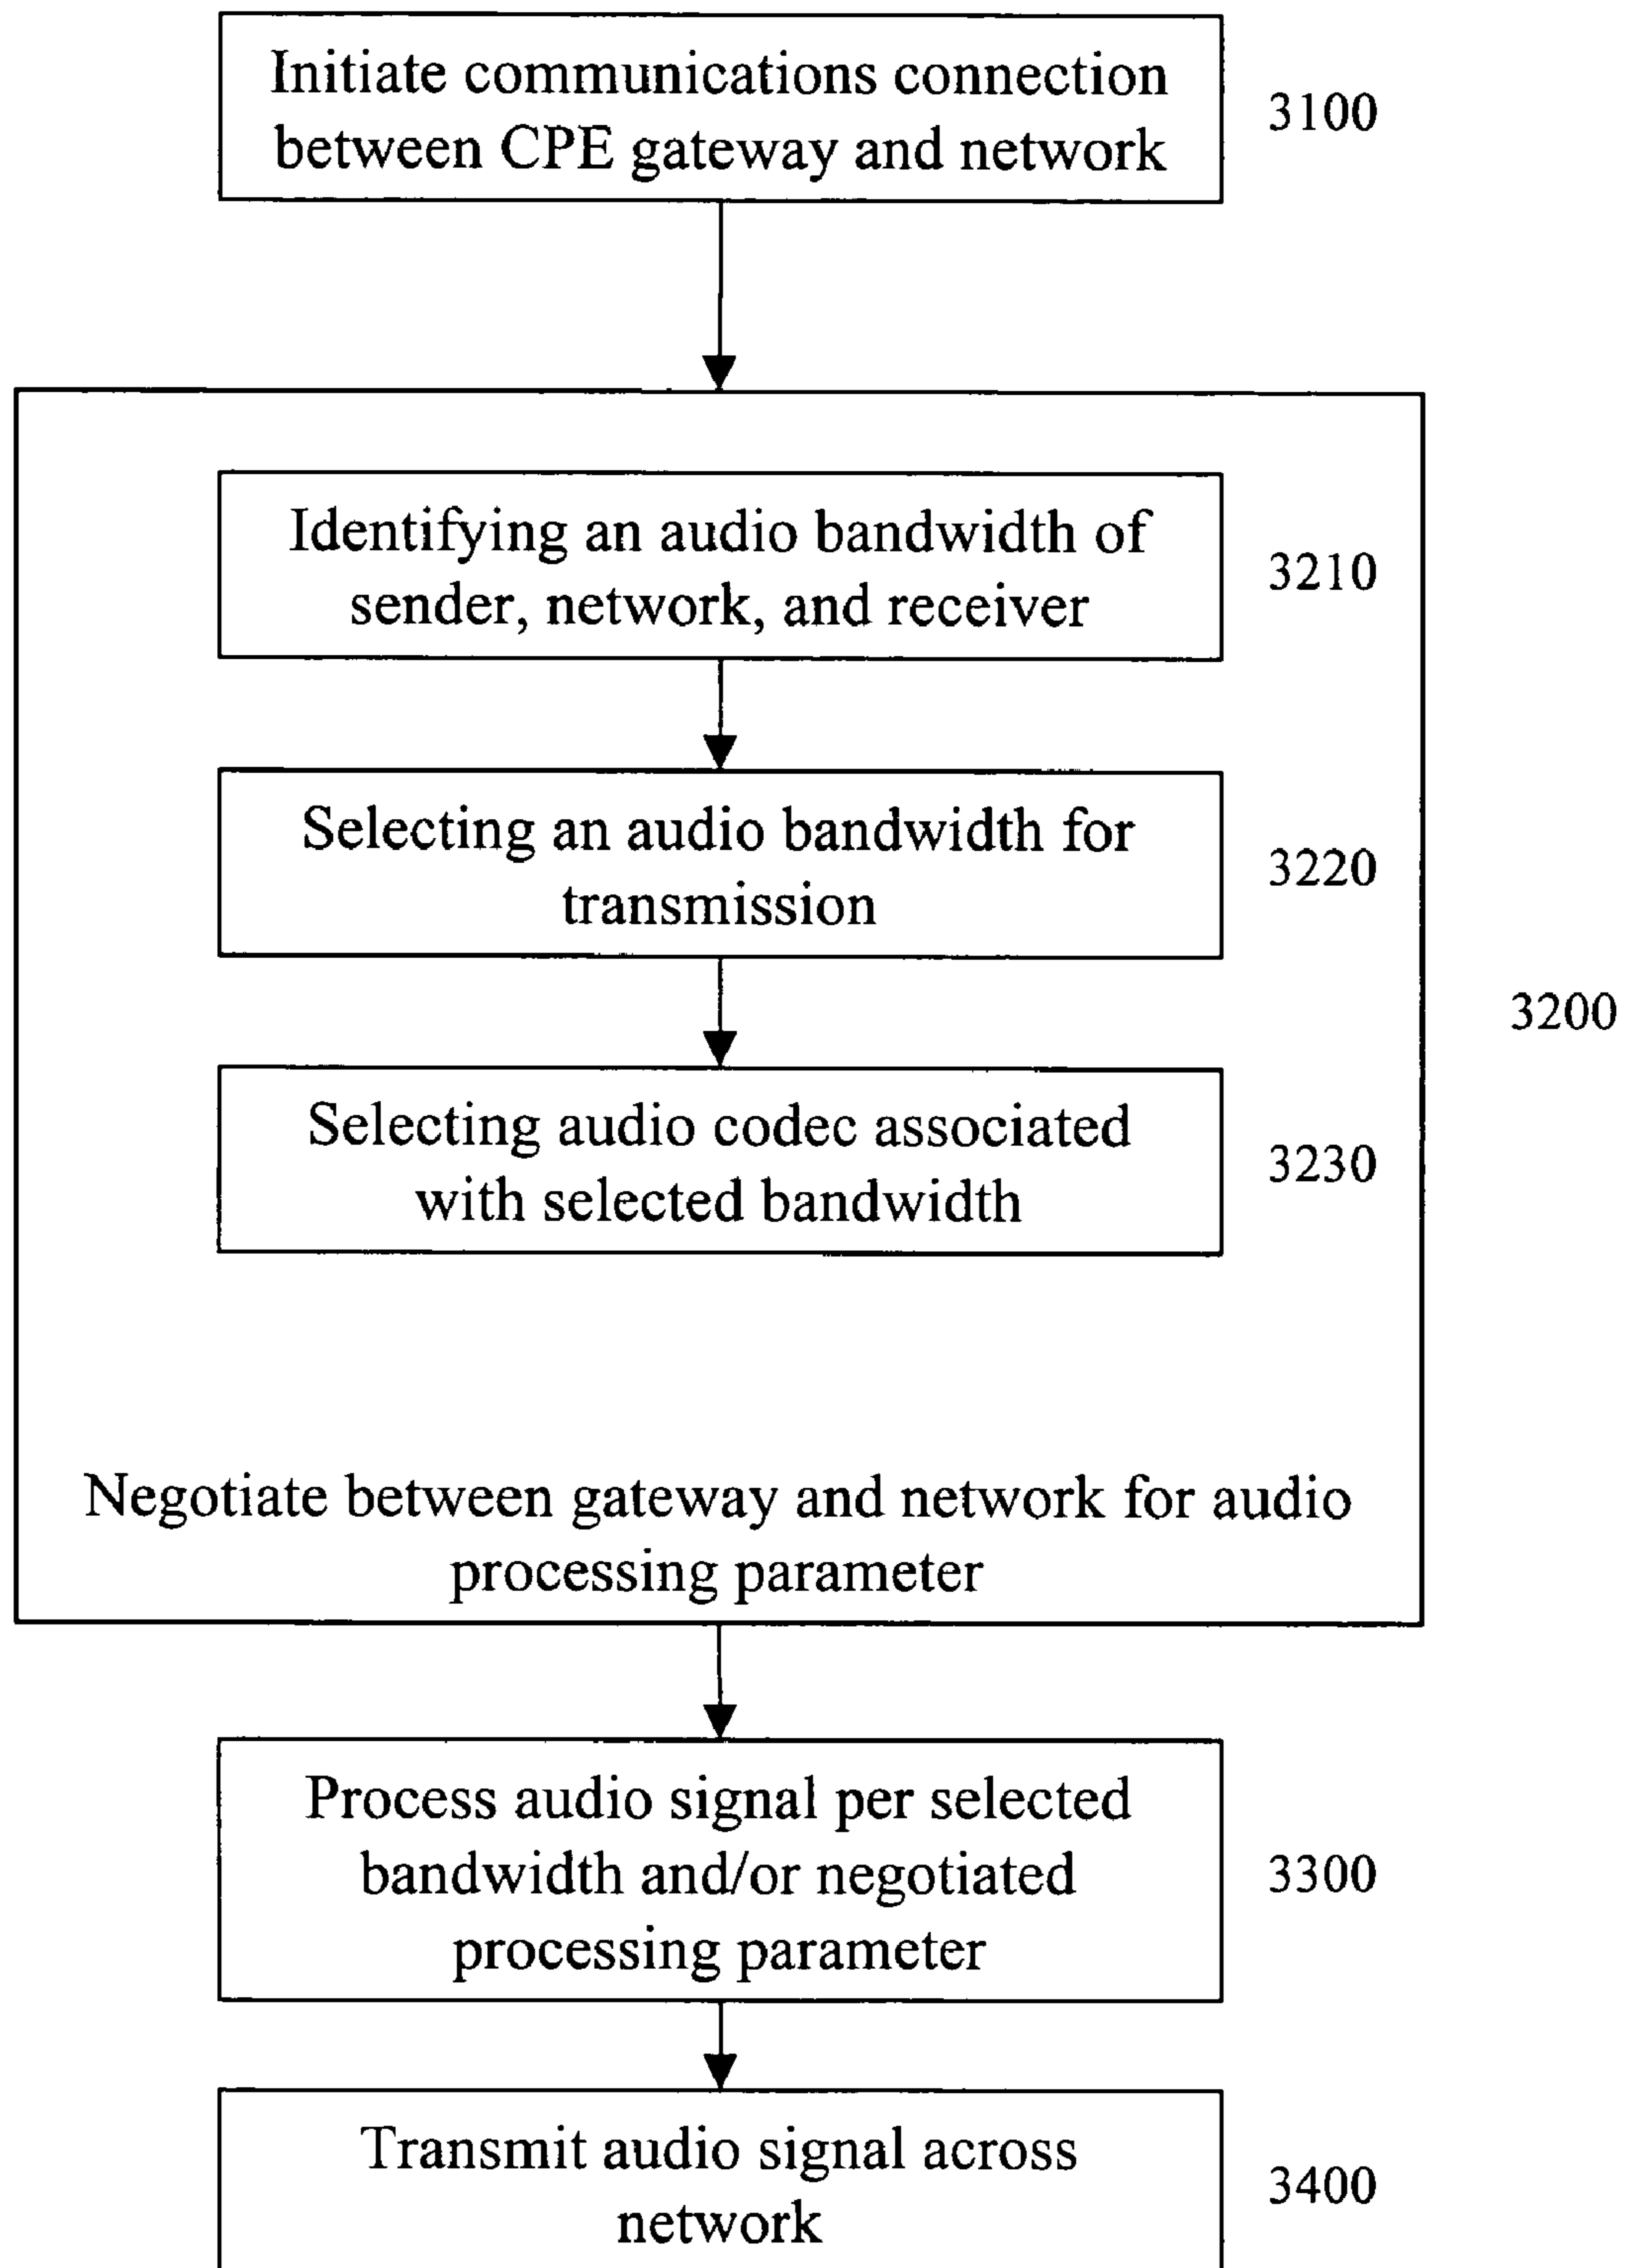 Initiate communications connection
between CPE gateway and network
3100
Identifying an audio bandwidth of
sender, network, and receiver
3210
Selecting an audio bandwidth for
transmission
3220
Selecting audio codec associated
with selected bandwidth
3230
3200
Negotiate between gateway and network for audio
processing parameter
Process audio signal per selected
bandwidth and/or negotiated
processing parameter
3300
Transmit audio signal across
network
3400